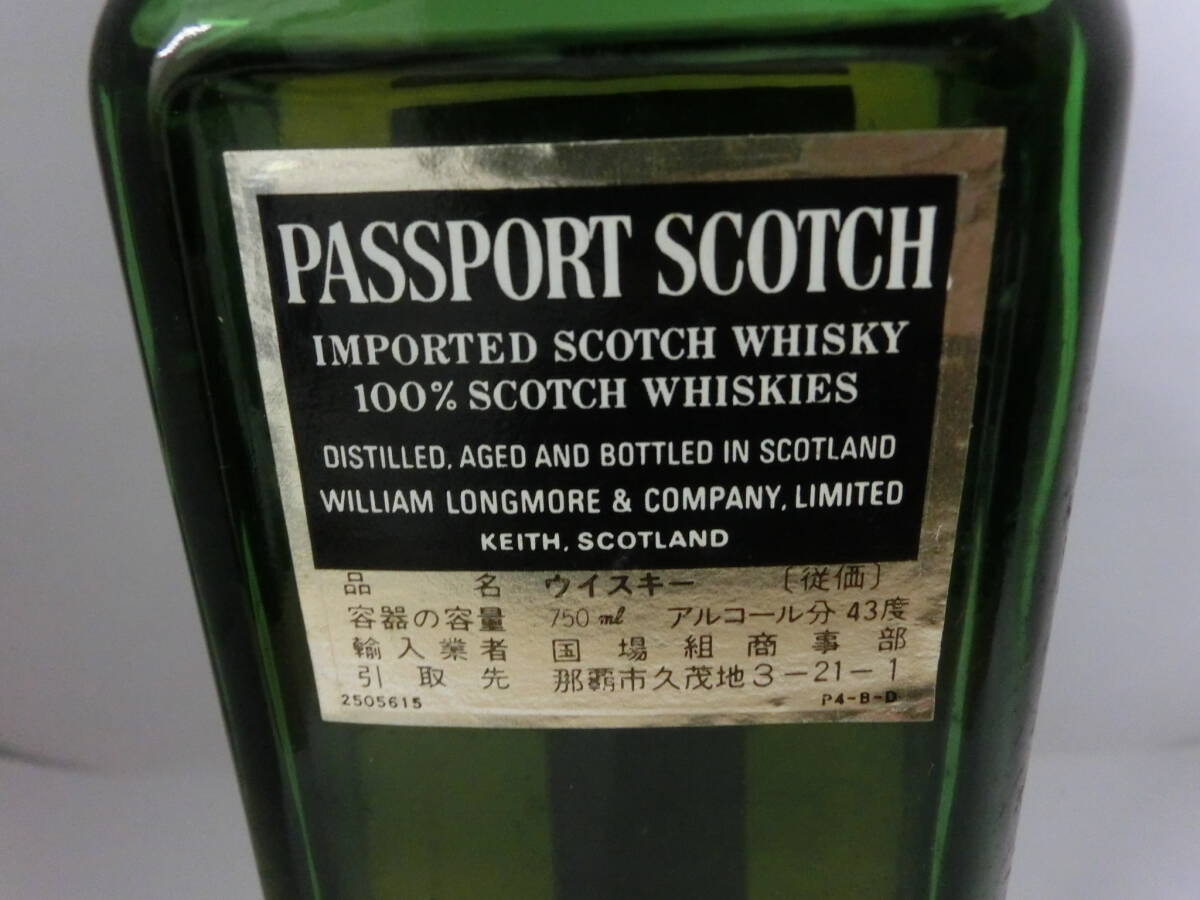 PASSPORT SCOTCH.
IMPORTED SCOTCH WHISKY
100% SCOTCH WHISKIES
DISTILLED, AGED AND BOTTLED IN SCOTLAND
WILLIAM LONGMORE & COMPANY, LIMITED
KEITH, SCOTLAND
品名 ウイスキー 〔従価〕
容器の容量 750ml アルコール分43度
輸入業者 国場組商事部
引取先 那覇市久茂地3-21-1
2505615 P4-B-D